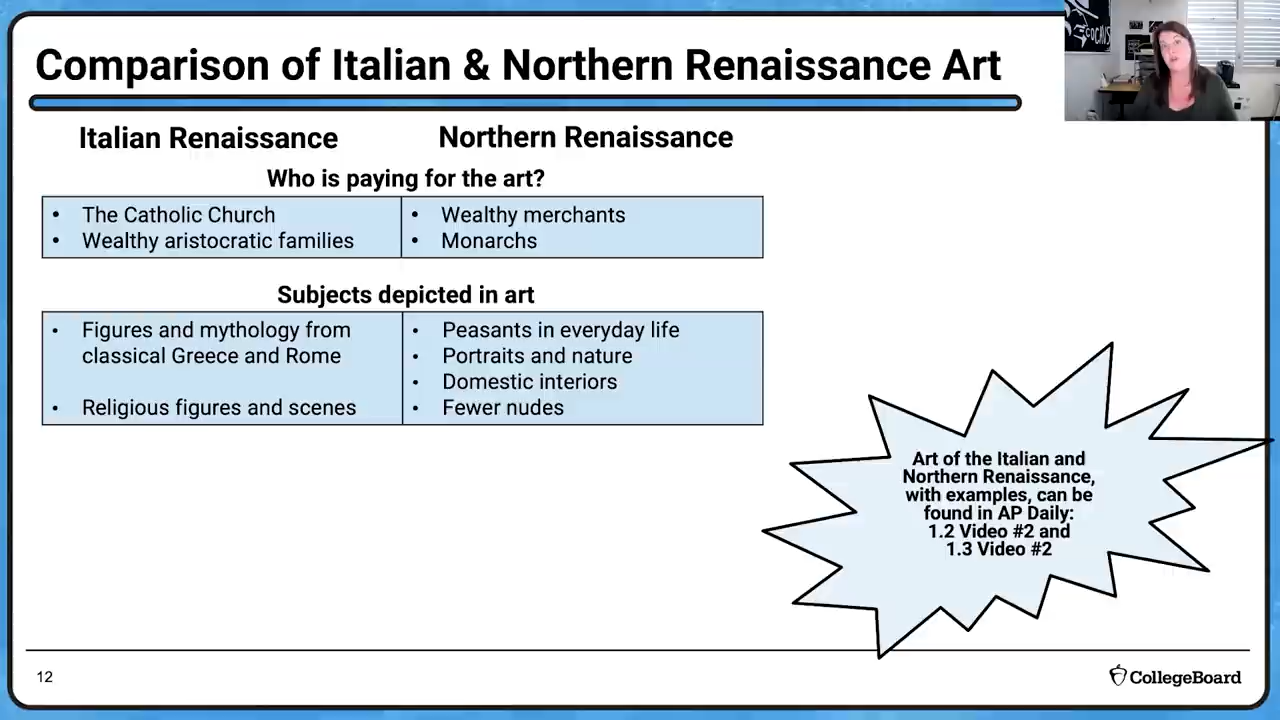 Comparison of Italian & Northern Renaissance Art
Italian Renaissance
Northern Renaissance
Who is paying for the art?
• The Catholic Church
• Wealthy aristocratic families
• Wealthy merchants
• Monarchs
Subjects depicted in art
• Figures and mythology from
classical Greece and Rome
• Religious figures and scenes
• Peasants in everyday life
• Portraits and nature
• Domestic interiors
• Fewer nudes
Art of the Italian and
Northern Renaissance,
with examples, can be
found in AP Daily:
1.2 Video #2 and
1.3 Video #2
12
CollegeBoard